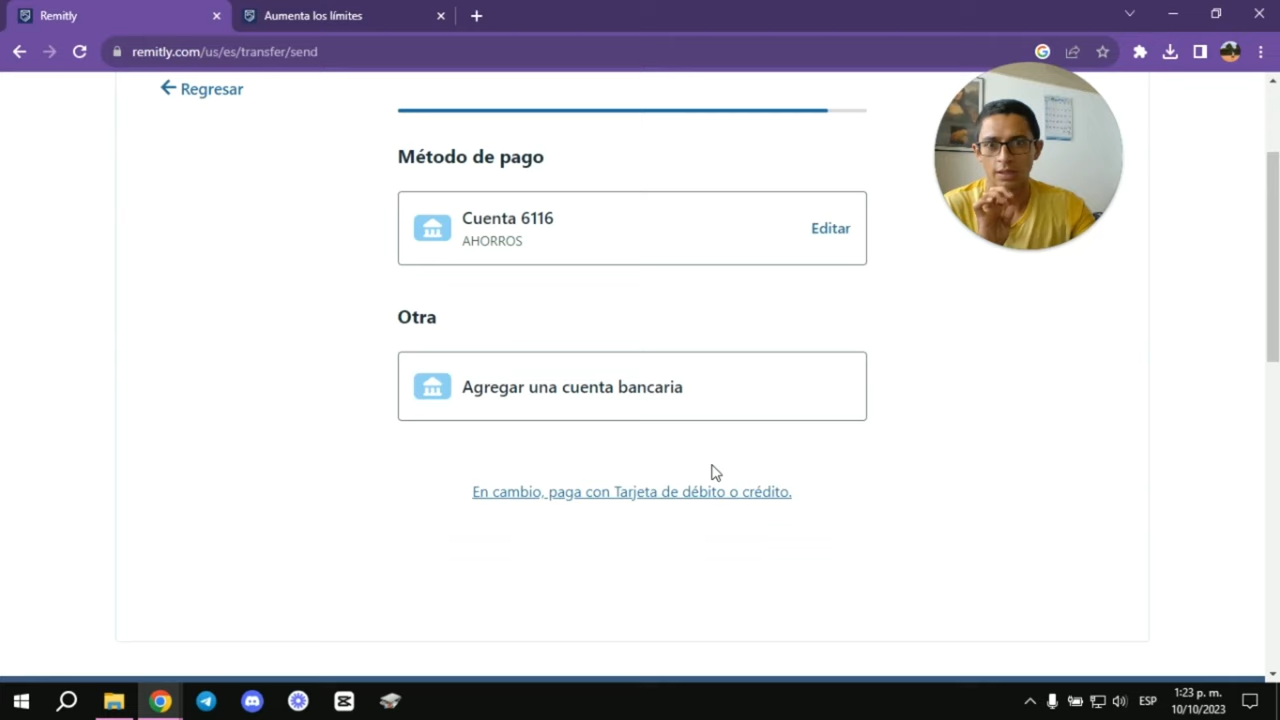 Remitly
Aumenta los límites
remitly.com/us/es/transfer/send
Regresar
Método de pago
Cuenta 6116
AHORROS
Editar
Otra
Agregar una cuenta bancaria
En cambio, paga con Tarjeta de débito o crédito.
ESP
1:23 p. m.
10/10/2023